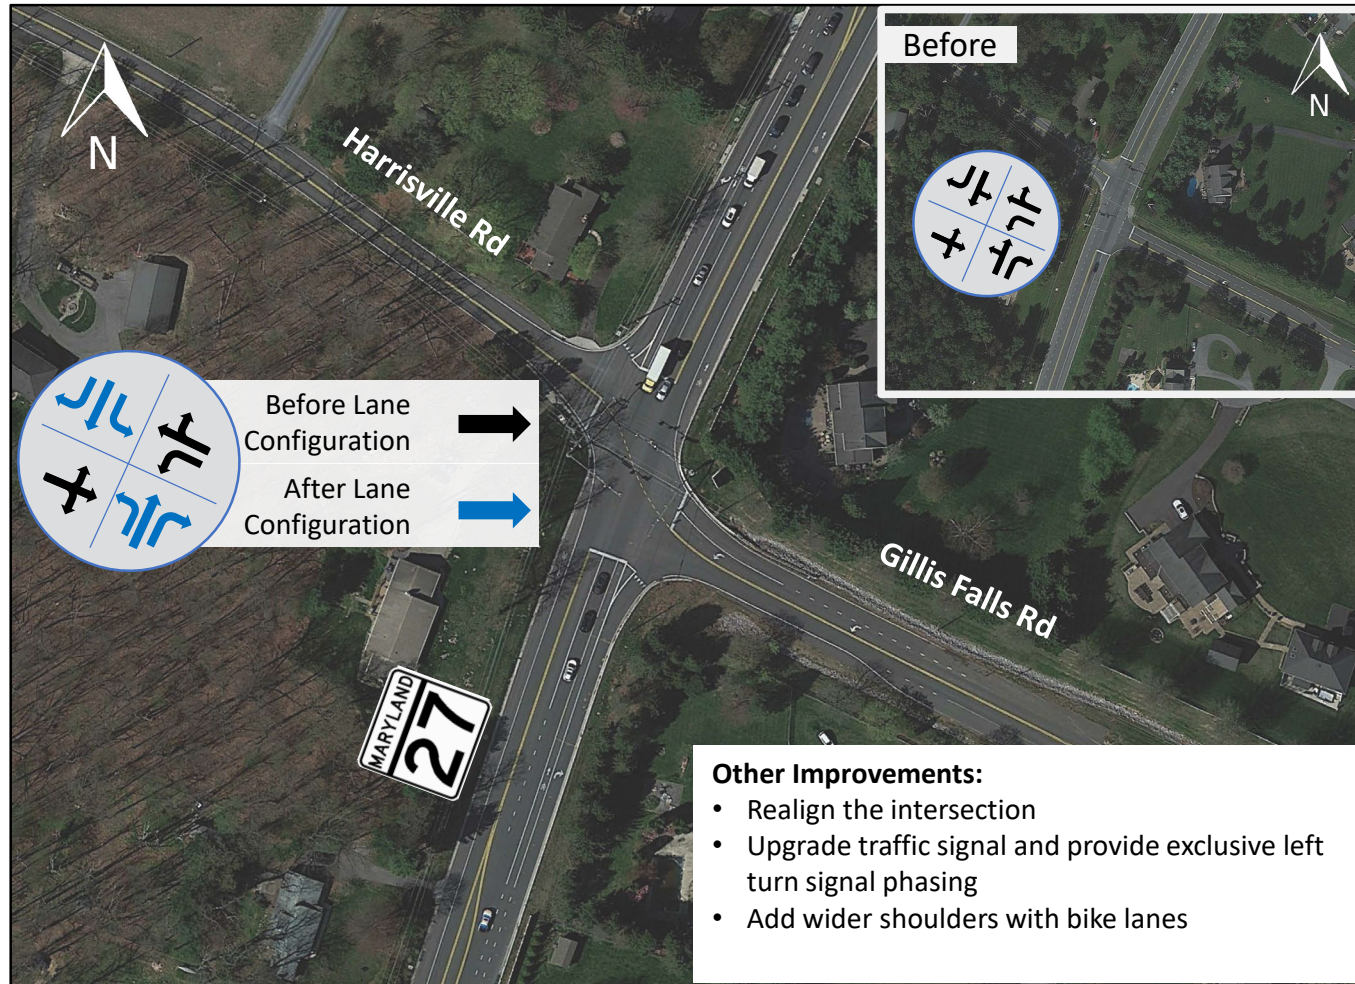 Before
N
N
Harrisville Rd
Before Lane
Configuration
After Lane
Configuration
Gillis Falls Rd
MARYLAND
27
Other Improvements:
• Realign the intersection
• Upgrade traffic signal and provide exclusive left
turn signal phasing
• Add wider shoulders with bike lanes